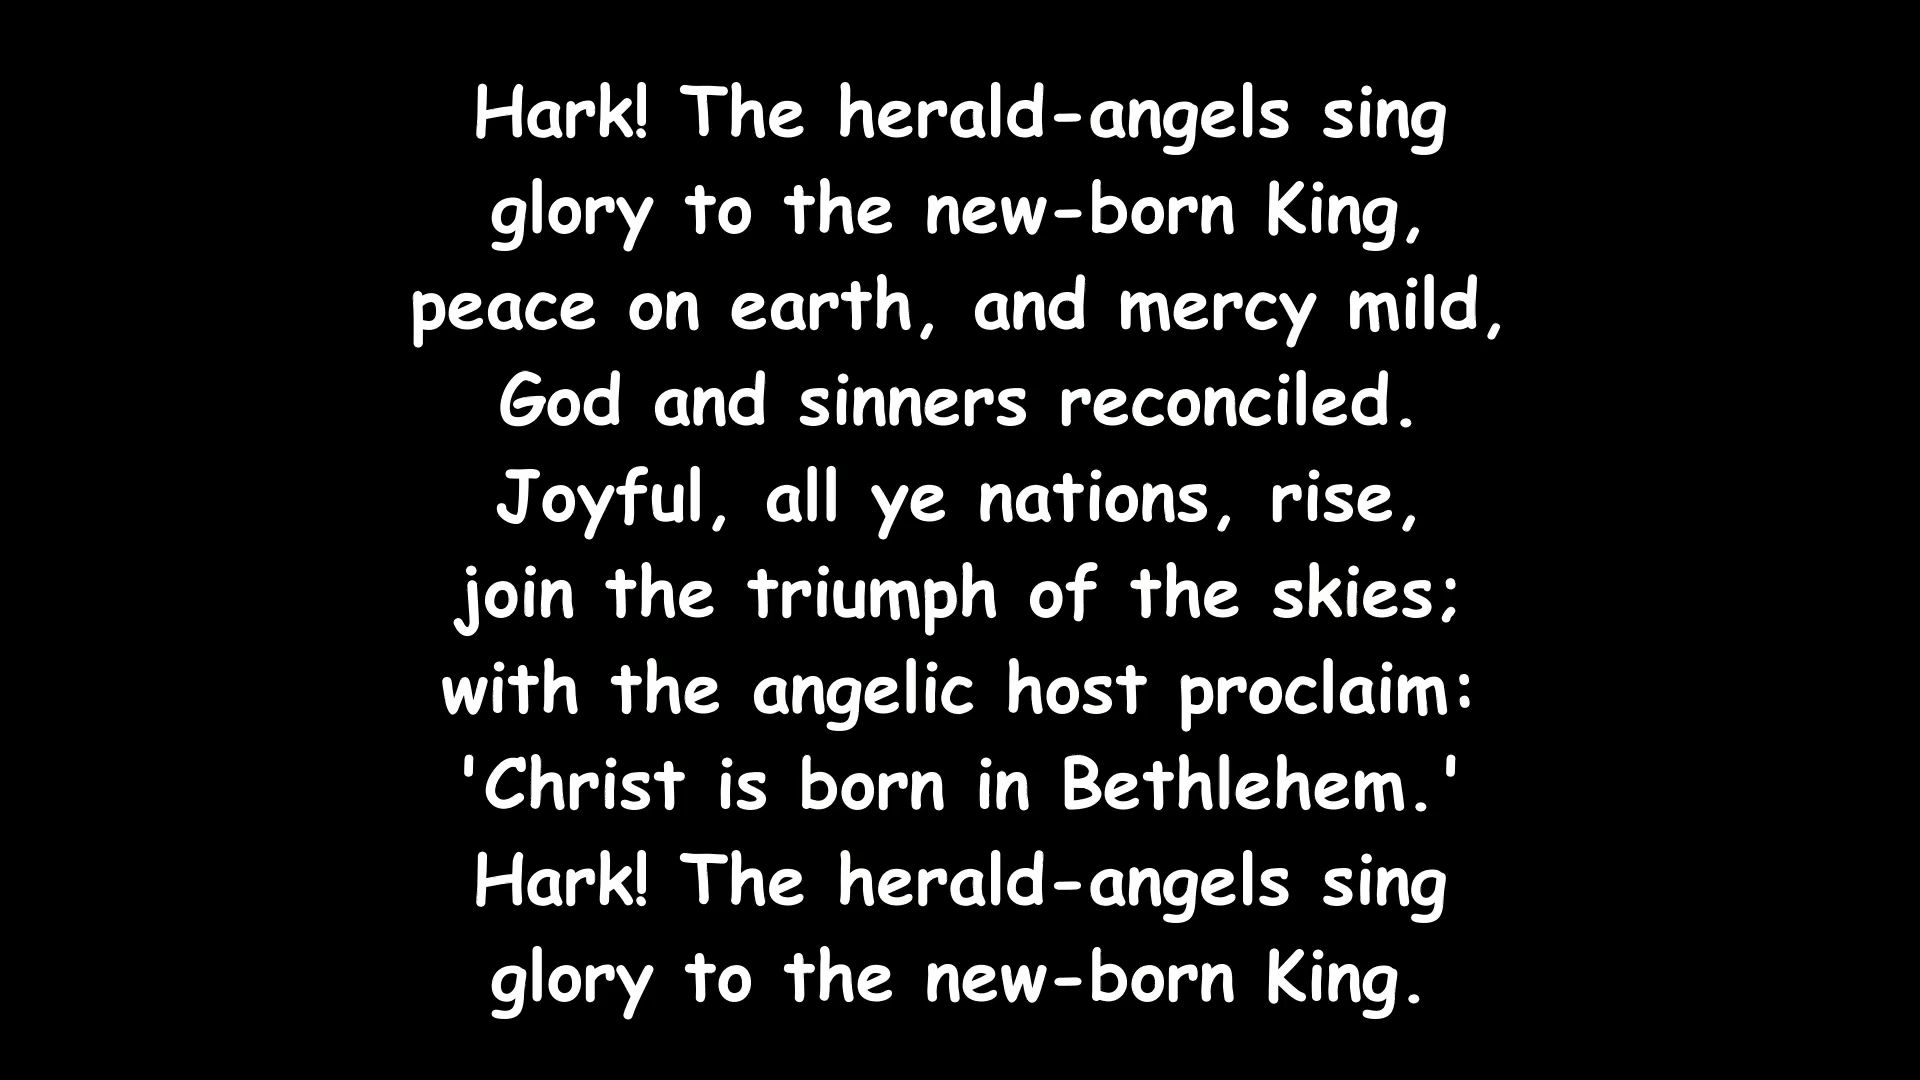 Hark! The herald-angels sing
glory to the new-born King,
peace on earth, and mercy mild,
God and sinners reconciled.
Joyful, all ye nations, rise,
join the triumph of the skies;
with the angelic host proclaim:
'Christ is born in Bethlehem.'
Hark! The herald-angels sing
glory to the new-born King.